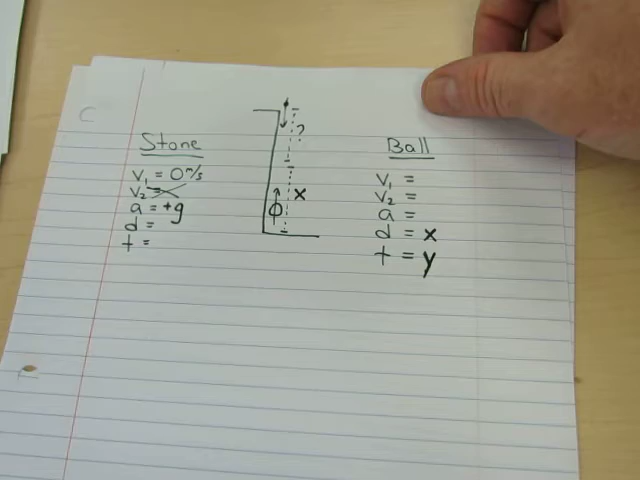 C
Stone
v₁ = 0 m/s
v₂ =
a = +g
d =
t =
?
x
Ball
v₁ =
v₂ =
a =
d = x
t = y